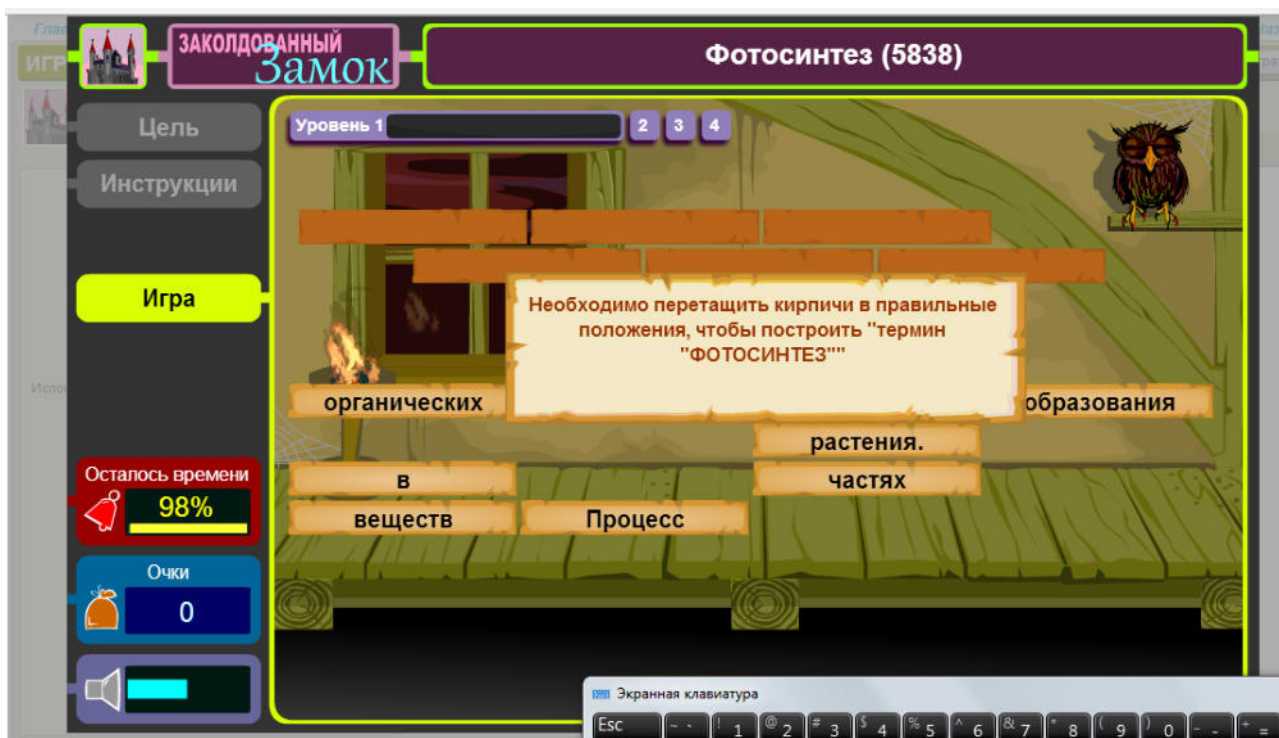 ЗАКОЛДОВАННЫЙ
Замок
Фотосинтез (5838)
Цель
Инструкции
Игра
Уровень 1
2 3 4
Необходимо перетащить кирпичи в правильные
положения, чтобы построить "термин
"ФОТОСИНТЕЗ""
органических
образования
растения.
в
частях
веществ
Процесс
Осталось времени
98%
Очки
0
Экранная клавиатура
Esc ~ ` ! 1 @ 2 # 3 $ 4 % 5 ^ 6 & 7 * 8 ( 9 ) 0 _ - + =